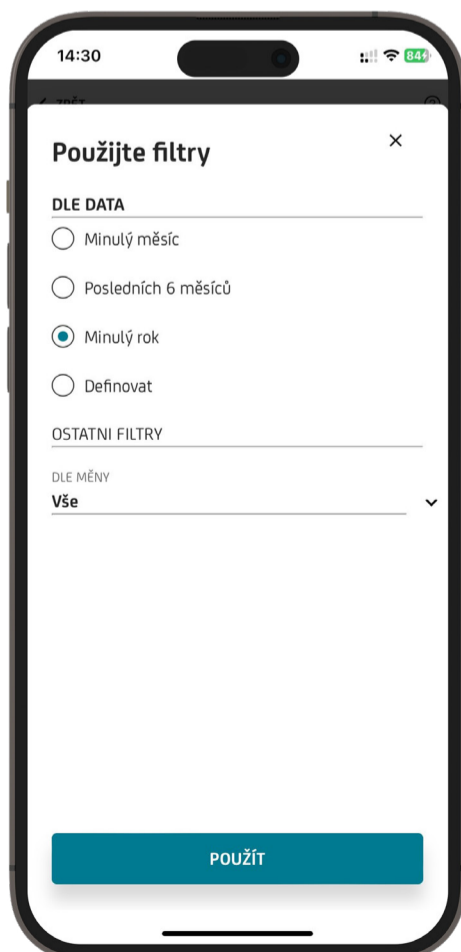 14:30
84
ZPĚT
Použijte filtry
DLE DATA
Minulý měsíc
Posledních 6 měsíců
Minulý rok
Definovat
OSTATNI FILTRY
DLE MĚNY
Vše
POUŽÍT